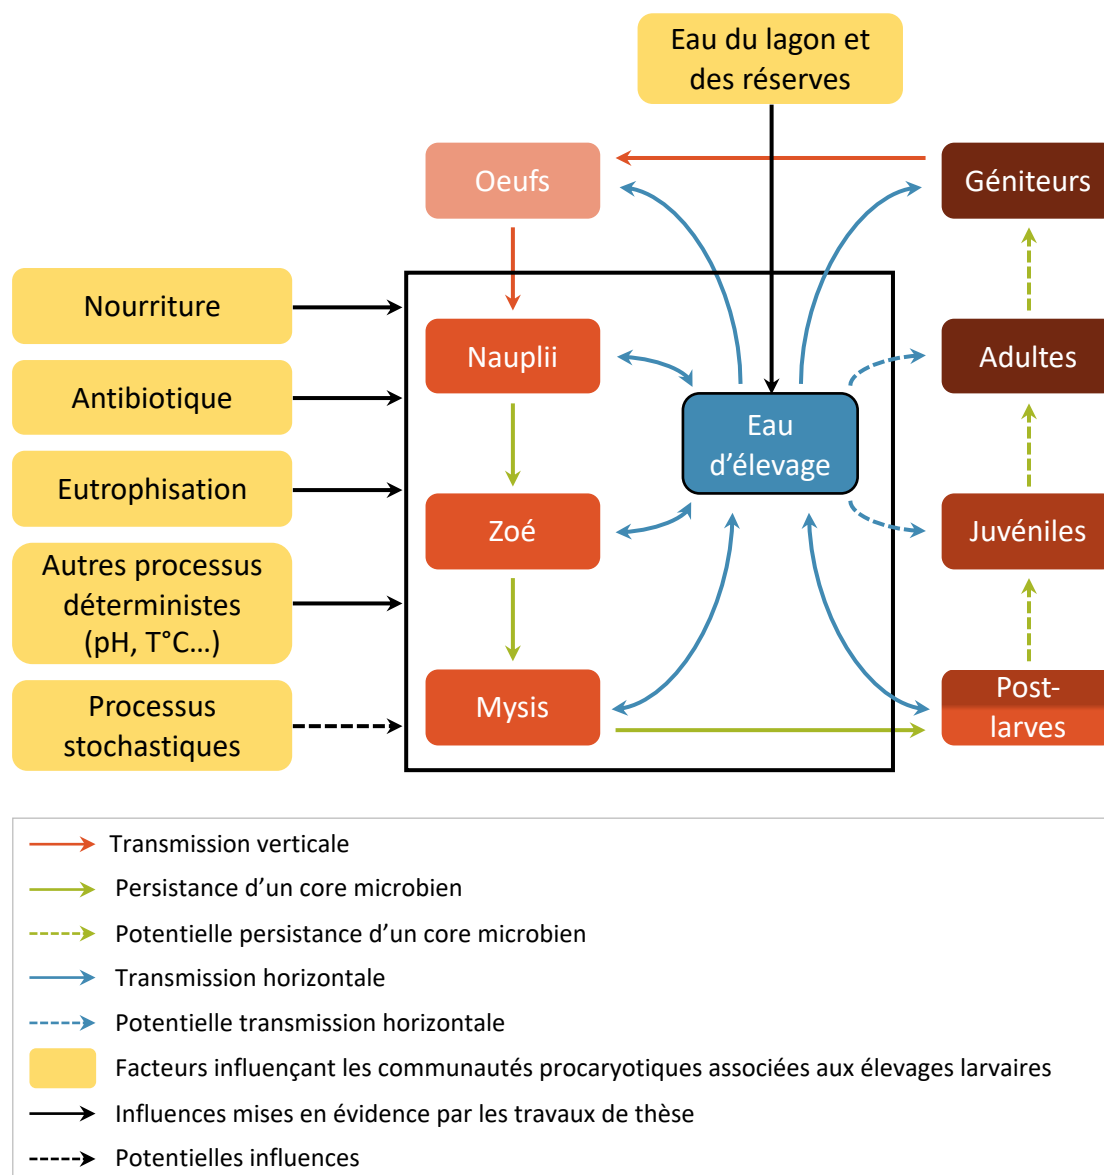 Eau du lagon et
des réserves
Oeufs
Géniteurs
Nourriture
Nauplii
Adultes
Antibiotique
Eau
d’élevage
Eutrophisation
Zoé
Juvéniles
Autres processus
déterministes
(pH, T°C...)
Mysis
Post-
larves
Processus
stochastiques
Transmission verticale
Persistance d’un core microbien
Potentielle persistance d’un core microbien
Transmission horizontale
Potentielle transmission horizontale
Facteurs influençant les communautés procaryotiques associées aux élevages larvaires
Influences mises en évidence par les travaux de thèse
Potentielles influences